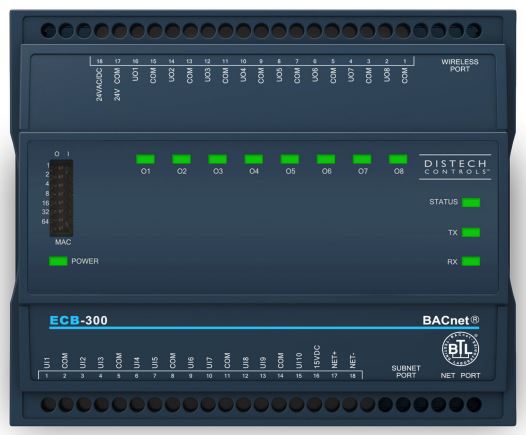 18 17 16 15 14 13 12 11 10 9 8 7 6 5 4 3 2 1
24VAC/DC 24V COM UO1 COM UO2 COM UO3 COM UO4 COM UO5 COM UO6 COM UO7 COM UO8 COM
WIRELESS
PORT
O I
1
2
4
8
16
32
64
MAC
POWER
O1 O2 O3 O4 O5 O6 O7 O8
DISTECH
CONTROLS
STATUS
TX
RX
ECB-300
BACnet®
BTL
UI1 COM UI2 UI3 COM UI4 UI5 COM UI6 UI7 COM UI8 UI9 COM UI10 15VDC NET+ NET-
1 2 3 4 5 6 7 8 9 10 11 12 13 14 15 16 17 18
SUBNET
PORT
NET PORT